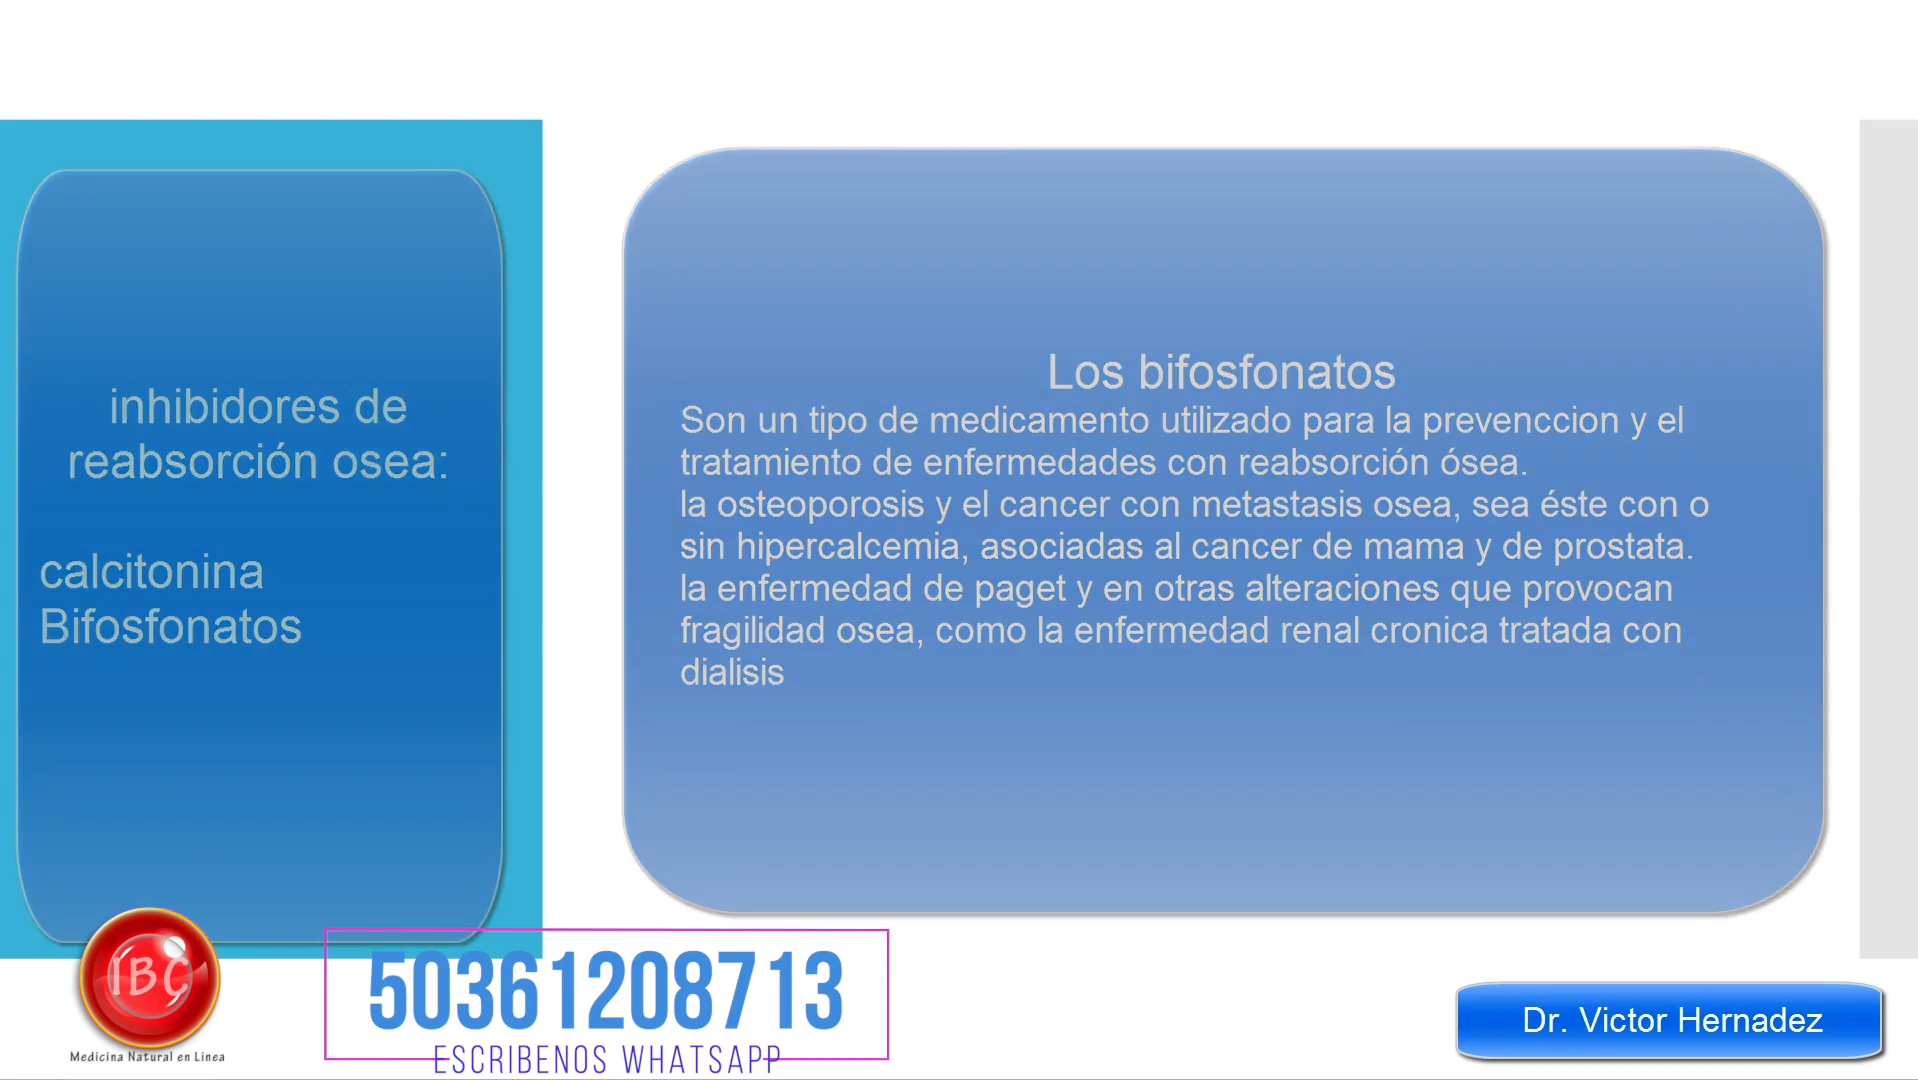 inhibidores de
reabsorción osea:
calcitonina
Bifosfonatos
Los bifosfonatos
Son un tipo de medicamento utilizado para la prevenccion y el
tratamiento de enfermedades con reabsorción ósea.
la osteoporosis y el cancer con metastasis osea, sea éste con o
sin hipercalcemia, asociadas al cancer de mama y de prostata.
la enfermedad de paget y en otras alteraciones que provocan
fragilidad osea, como la enfermedad renal cronica tratada con
dialisis
IBC
Medicina Natural en Linea
50361208713
ESCRIBENOS WHATSAPP
Dr. Victor Hernadez